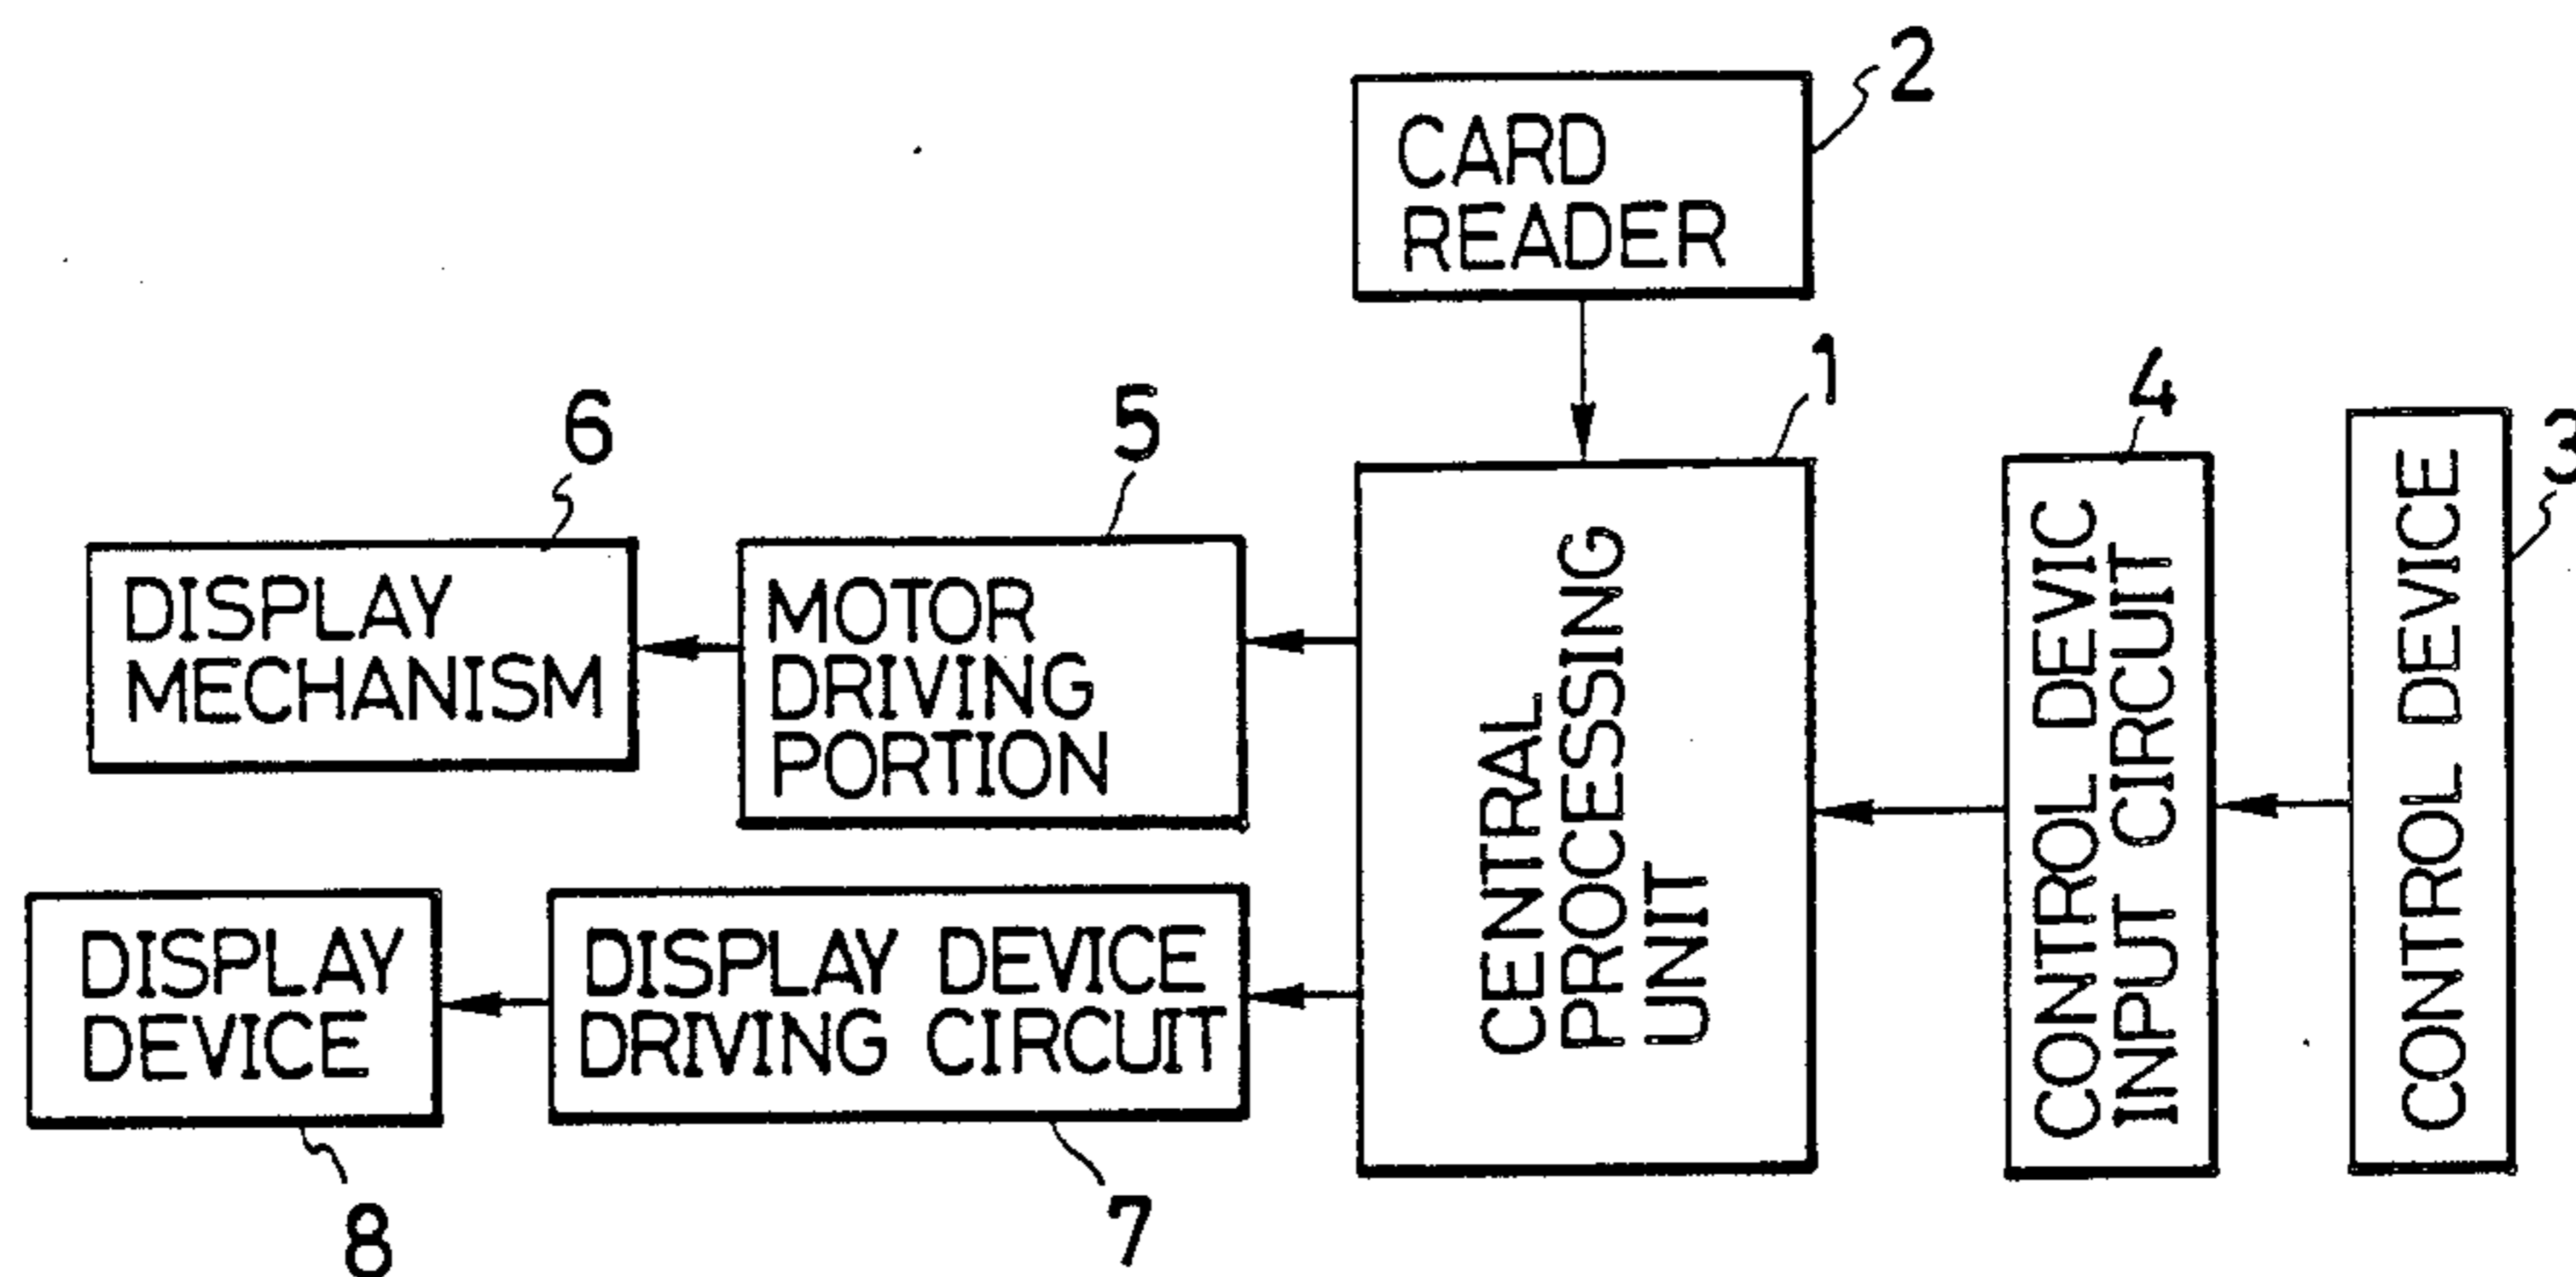 2
CARD
READER
1
4
3
6
5
DISPLAY
MECHANISM
MOTOR
DRIVING
PORTION
CENTRAL
PROCESSING
UNIT
CONTROL DEVIC
INPUT CIRCUIT
CONTROL DEVICE
DISPLAY
DEVICE
DISPLAY DEVICE
DRIVING CIRCUIT
8
7